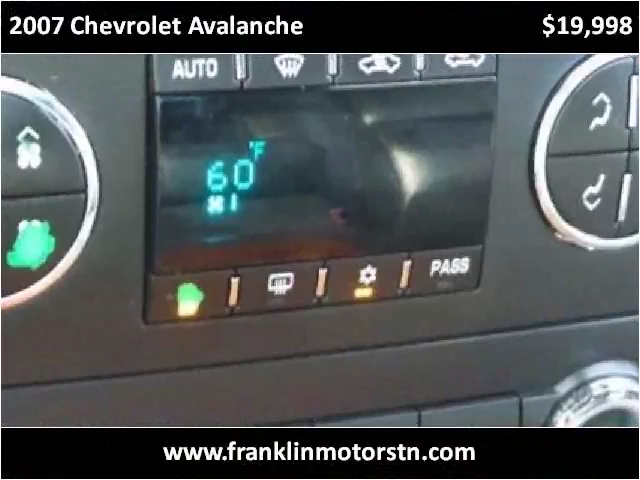 2007 Chevrolet Avalanche $19,998
AUTO
60°F
PASS
www.franklinmotorstn.com